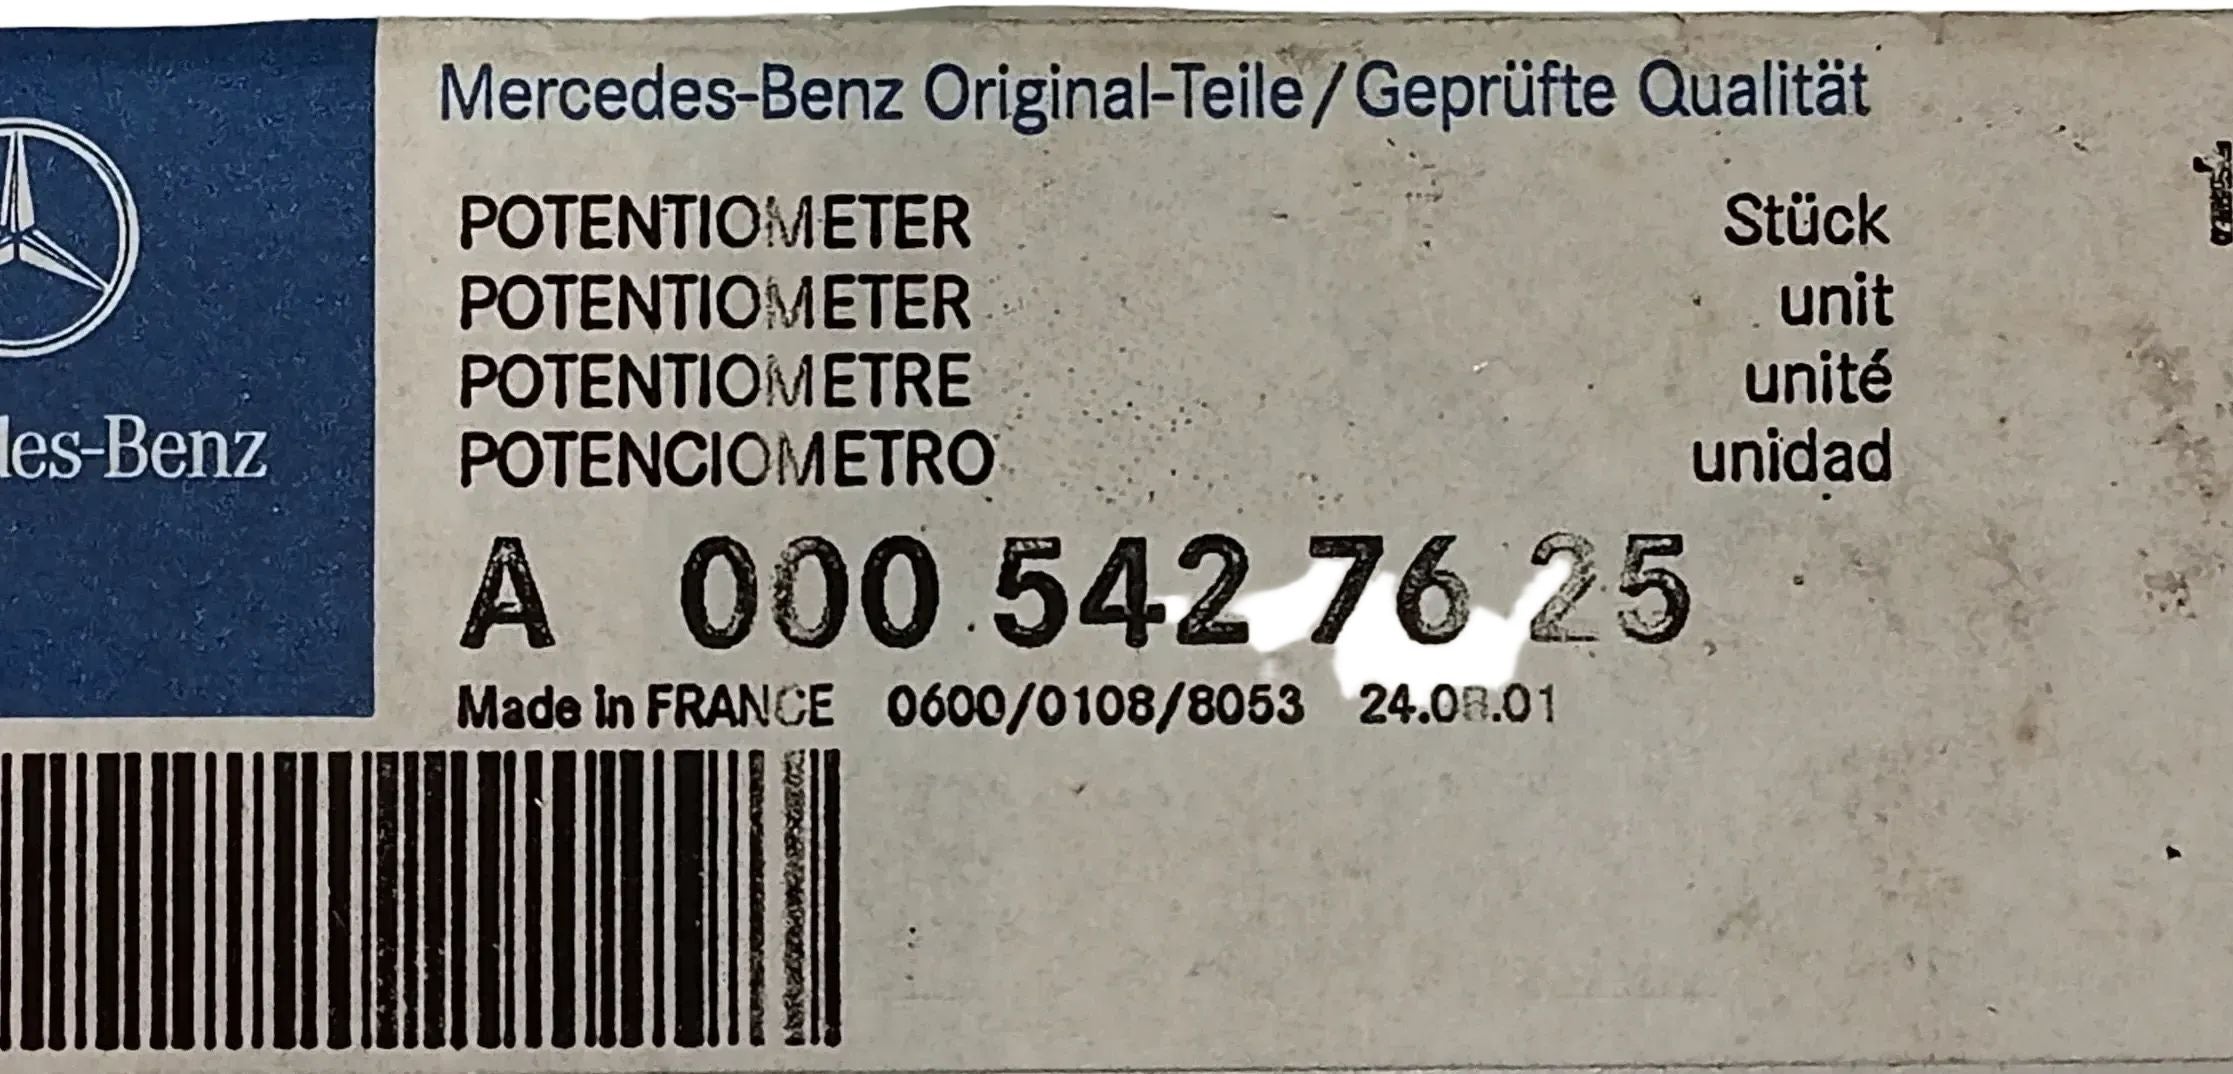 Mercedes-Benz Original-Teile/Geprüfte Qualität
POTENTIOMETER Stück
POTENTIOMETER unit
POTENTIOMETRE unité
POTENCIOMETRO unidad
les-Benz
A 000 542 76 25
Made in FRANCE 0600/0108/8053